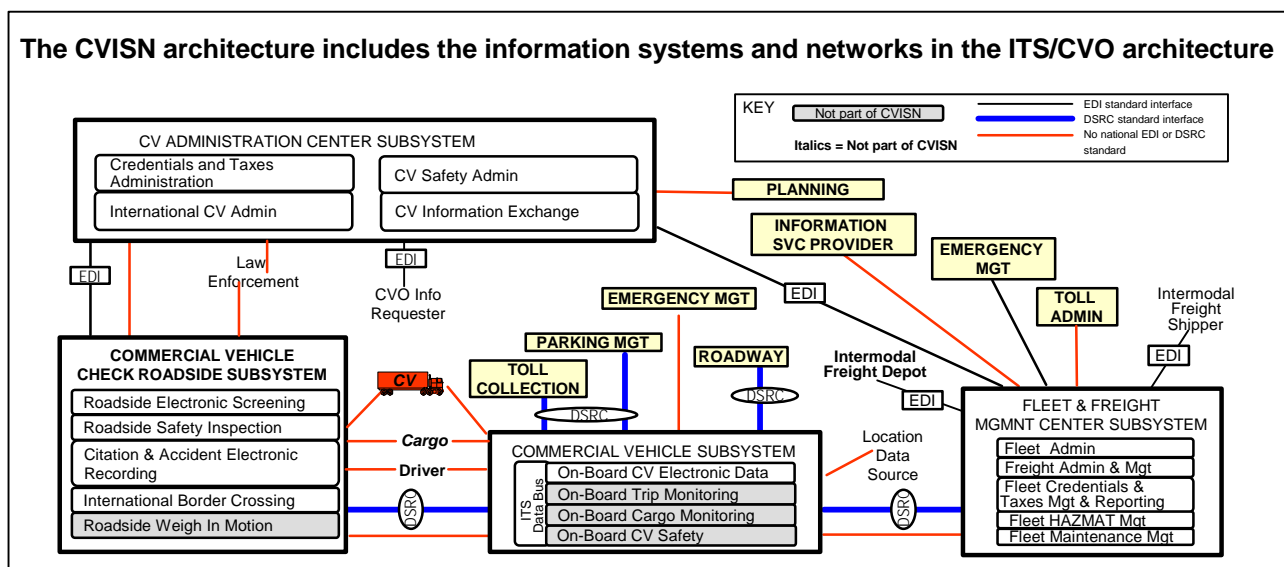 The CVISN architecture includes the information systems and networks in the ITS/CVO architecture
KEY
Not part of CVISN
Italics = Not part of CVISN
EDI standard interface
DSRC standard interface
No national EDI or DSRC
standard
CV ADMINISTRATION CENTER SUBSYSTEM
Credentials and Taxes
Administration
CV Safety Admin
International CV Admin
CV Information Exchange
PLANNING
INFORMATION
SVC PROVIDER
EMERGENCY
MGT
TOLL
ADMIN
Intermodal
Freight
Shipper
EDI
Law
Enforcement
EDI
CVO Info
Requester
EDI
EDI
EMERGENCY MGT
PARKING MGT
ROADWAY
TOLL
COLLECTION
DSRC
DSRC
Intermodal
Freight Depot
EDI
COMMERCIAL VEHICLE
CHECK ROADSIDE SUBSYSTEM
Roadside Electronic Screening
Roadside Safety Inspection
Citation & Accident Electronic
Recording
International Border Crossing
Roadside Weigh In Motion
CV
Cargo
Driver
DSRC
COMMERCIAL VEHICLE SUBSYSTEM
ITS
Data Bus
On-Board CV Electronic Data
On-Board Trip Monitoring
On-Board Cargo Monitoring
On-Board CV Safety
Location
Data
Source
DSRC
FLEET & FREIGHT
MGMNT CENTER SUBSYSTEM
Fleet Admin
Freight Admin & Mgt
Fleet Credentials &
Taxes Mgt & Reporting
Fleet HAZMAT Mgt
Fleet Maintenance Mgt